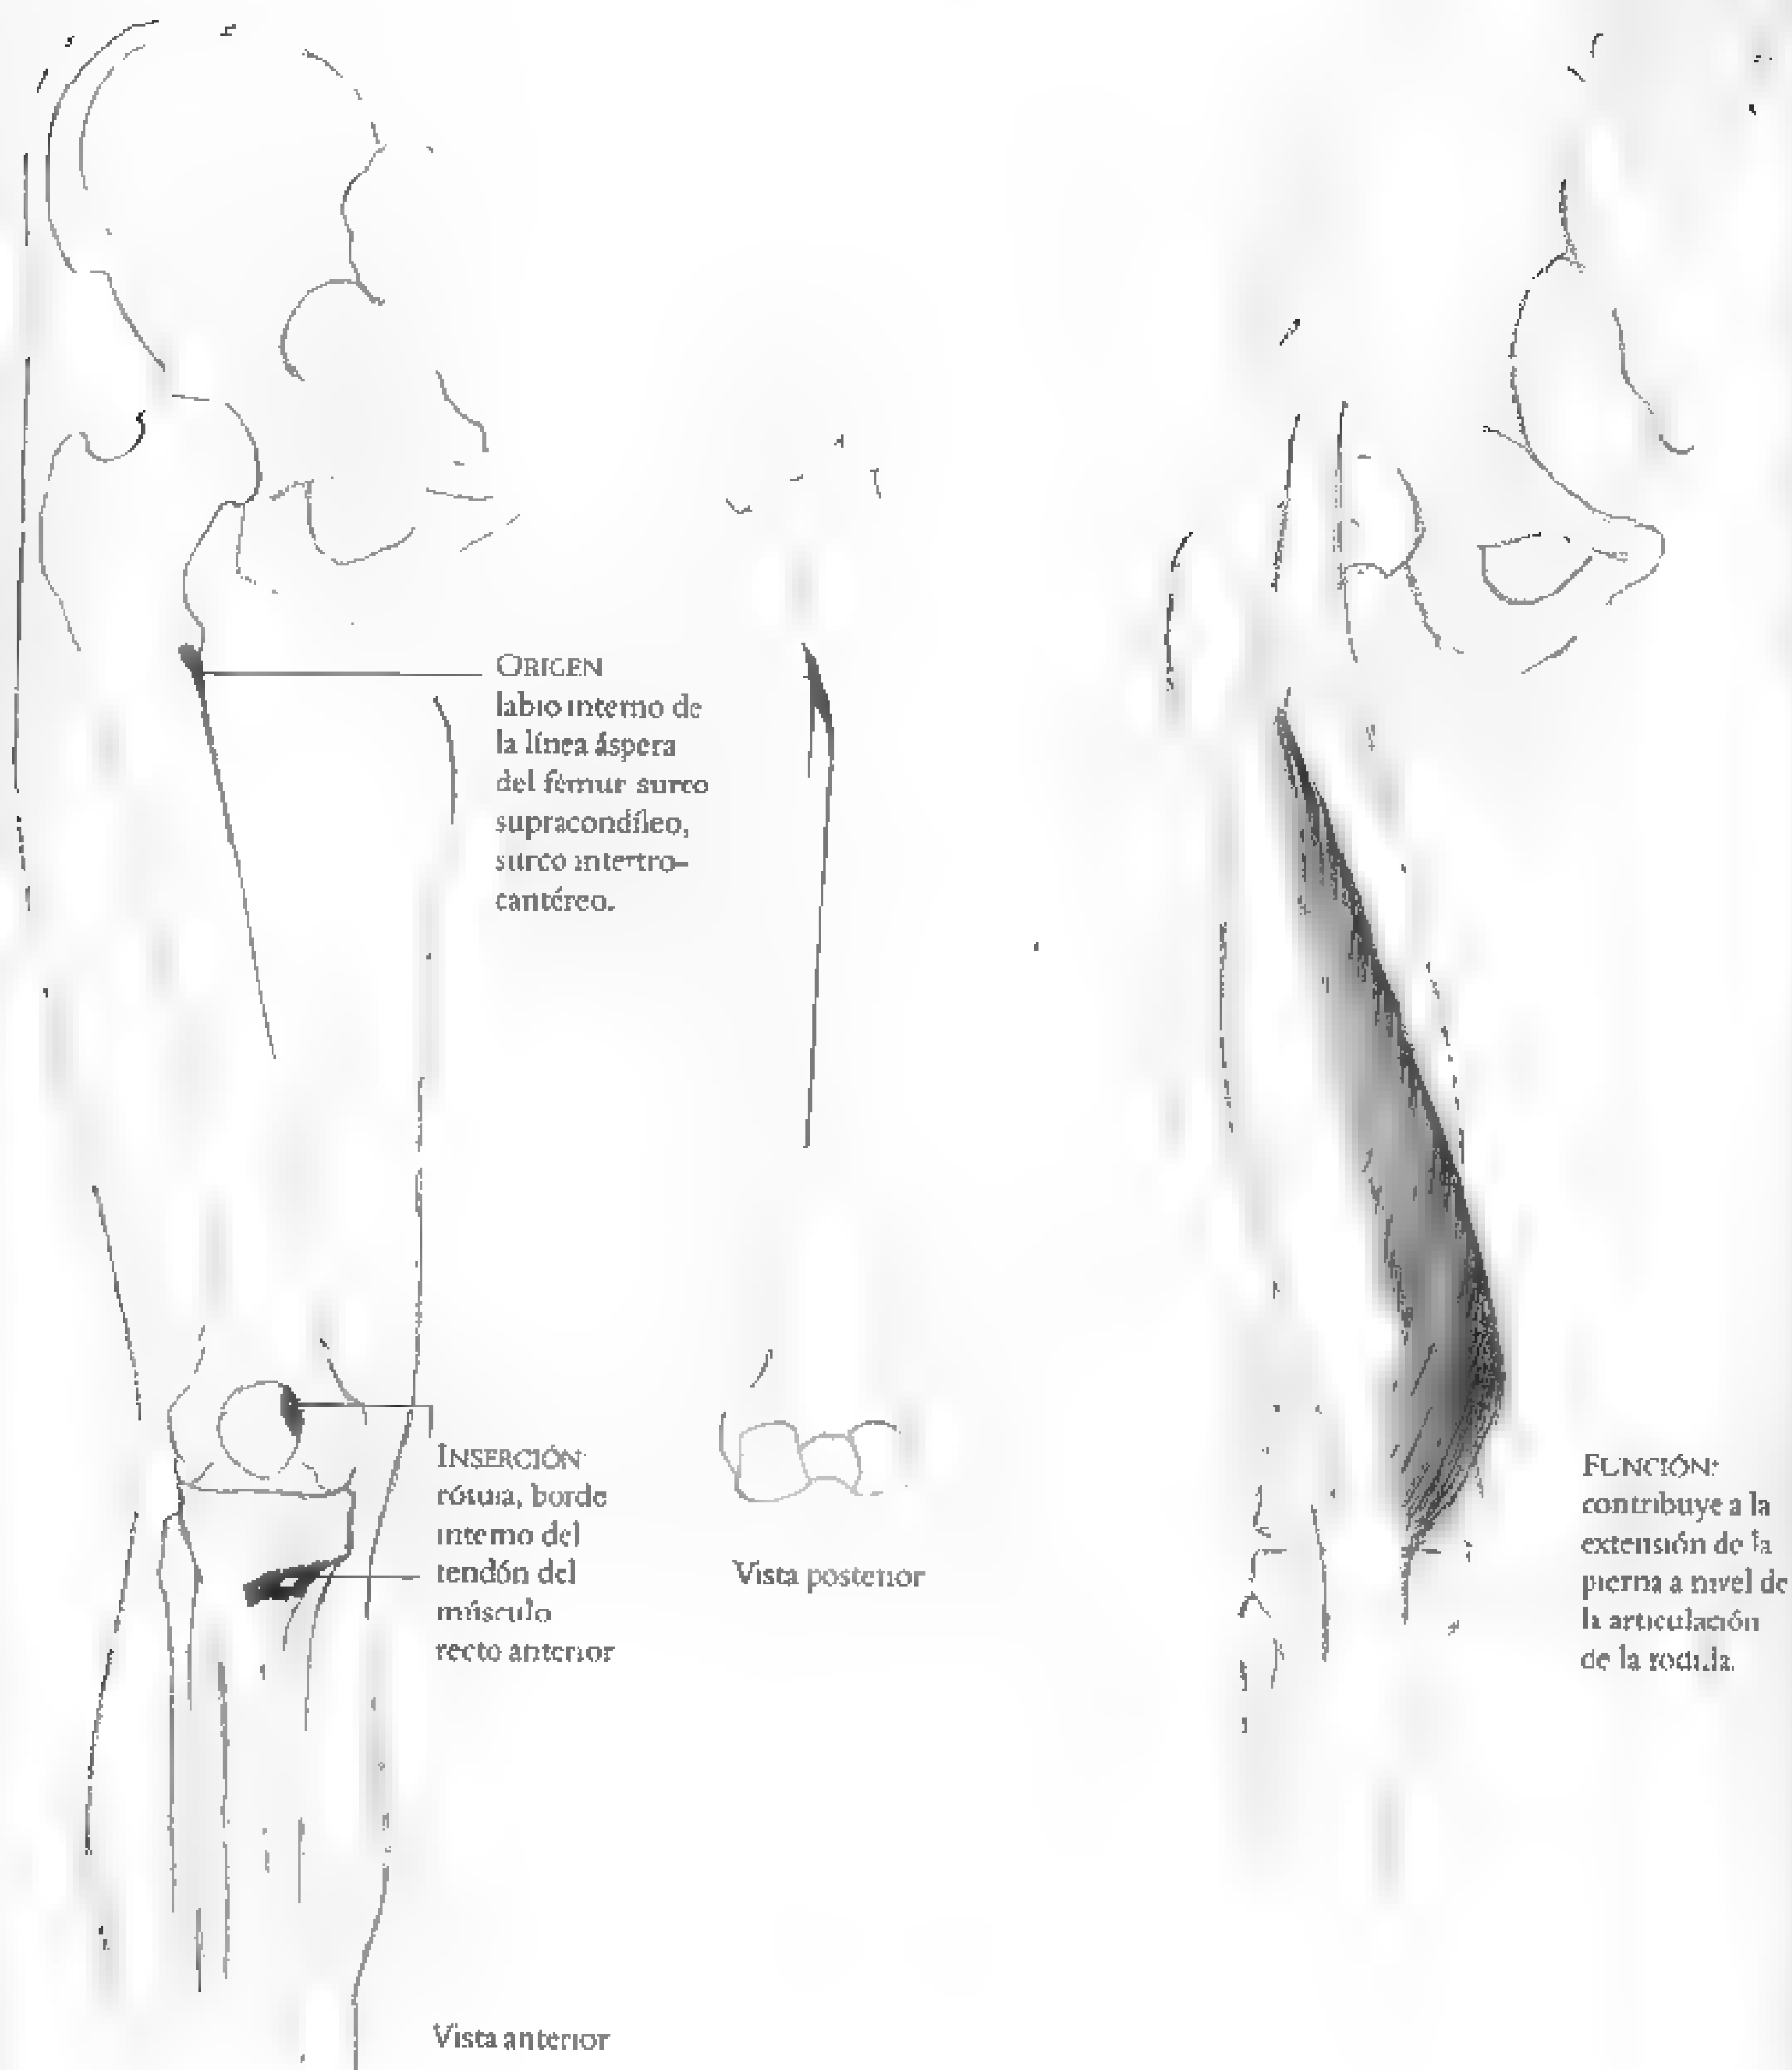 ORIGEN
labio interno de
la línea áspera
del fémur surco
supracondíleo,
surco intertro-
cantéreo.
INSERCIÓN:
rótula, borde
interno del
tendón del
músculo
recto anterior
Vista posterior
FUNCIÓN:
contribuye a la
extensión de la
pierna a nivel de
la articulación
de la rodilla.
Vista anterior